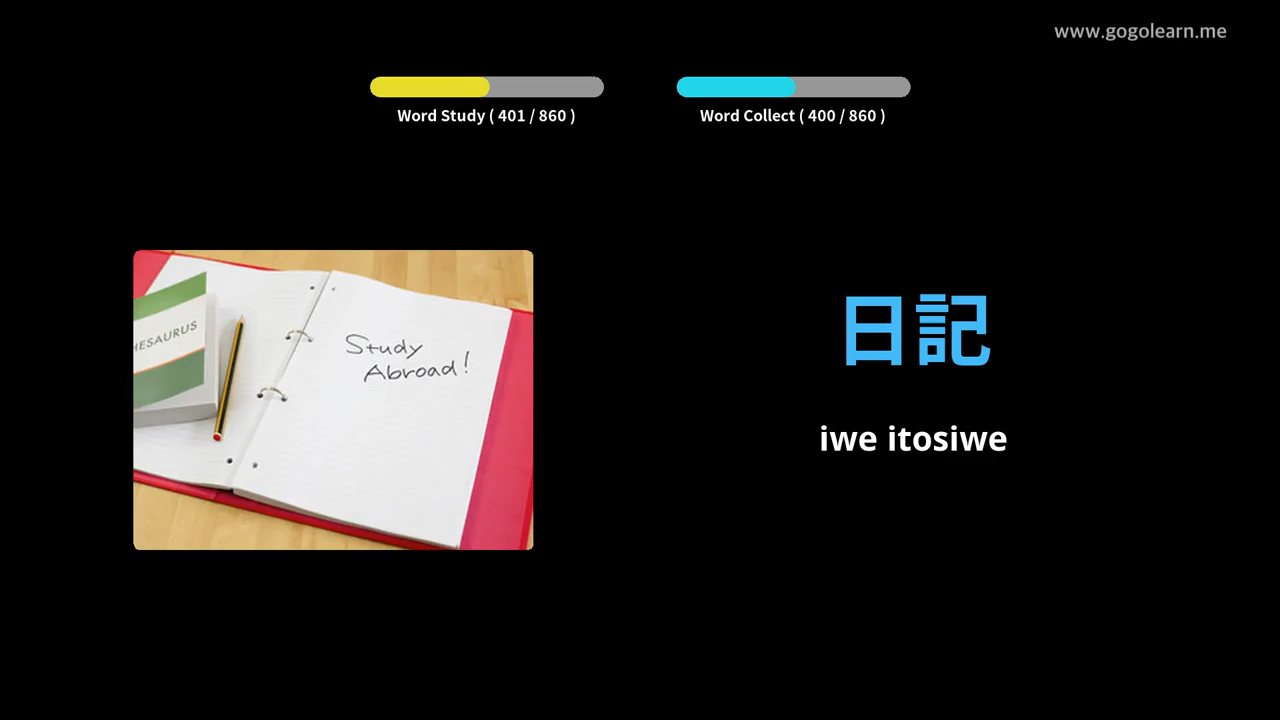 www.gogolearn.me
Word Study ( 401 / 860 )
Word Collect ( 400 / 860 )
HESAURUS
Study
Abroad!
日記
iwe itosiwe